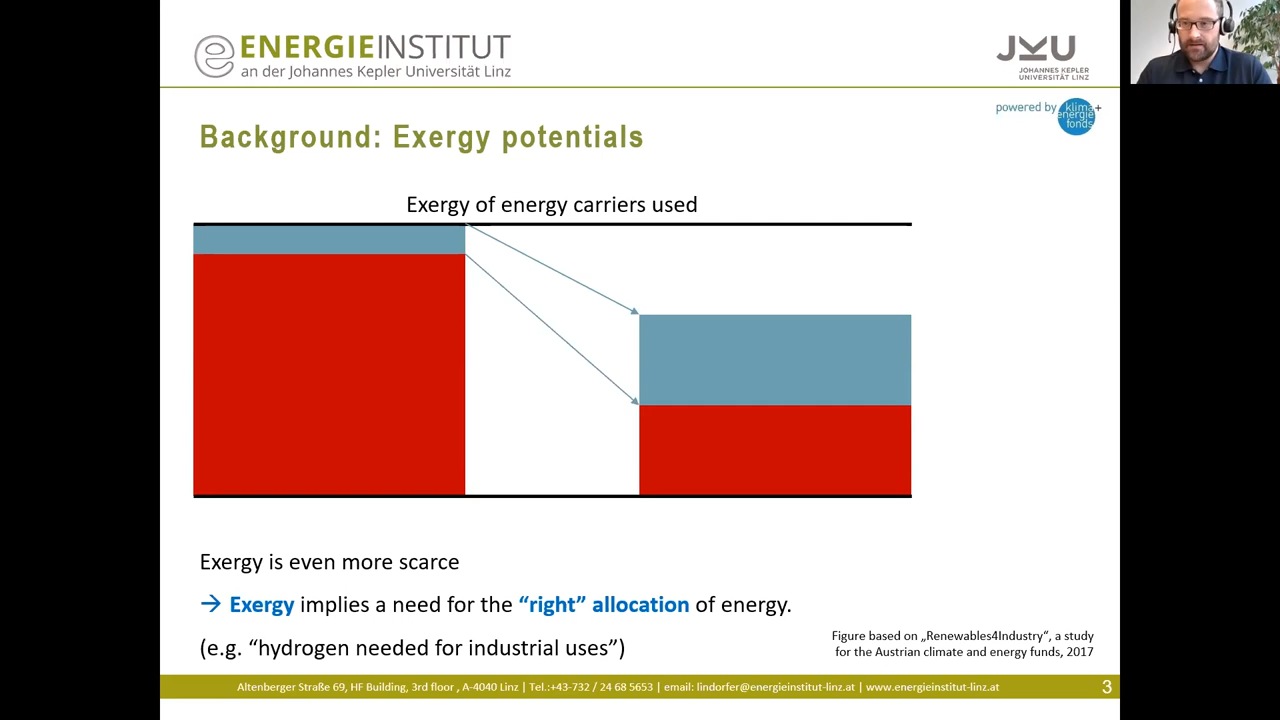 ENERGIEINSTITUT
an der Johannes Kepler Universität Linz
JKU
JOHANNES KEPLER
UNIVERSITÄT LINZ
powered by klima+
energie
fonds
Background: Exergy potentials
Exergy of energy carriers used
Exergy is even more scarce
→ Exergy implies a need for the “right” allocation of energy.
(e.g. “hydrogen needed for industrial uses”)
Figure based on „Renewables4Industry“, a study
for the Austrian climate and energy funds, 2017
Altenberger Straße 69, HF Building, 3rd floor , A-4040 Linz | Tel.:+43-732 / 24 68 5653 | email: lindorfer@energieinstitut-linz.at | www.energieinstitut-linz.at
3